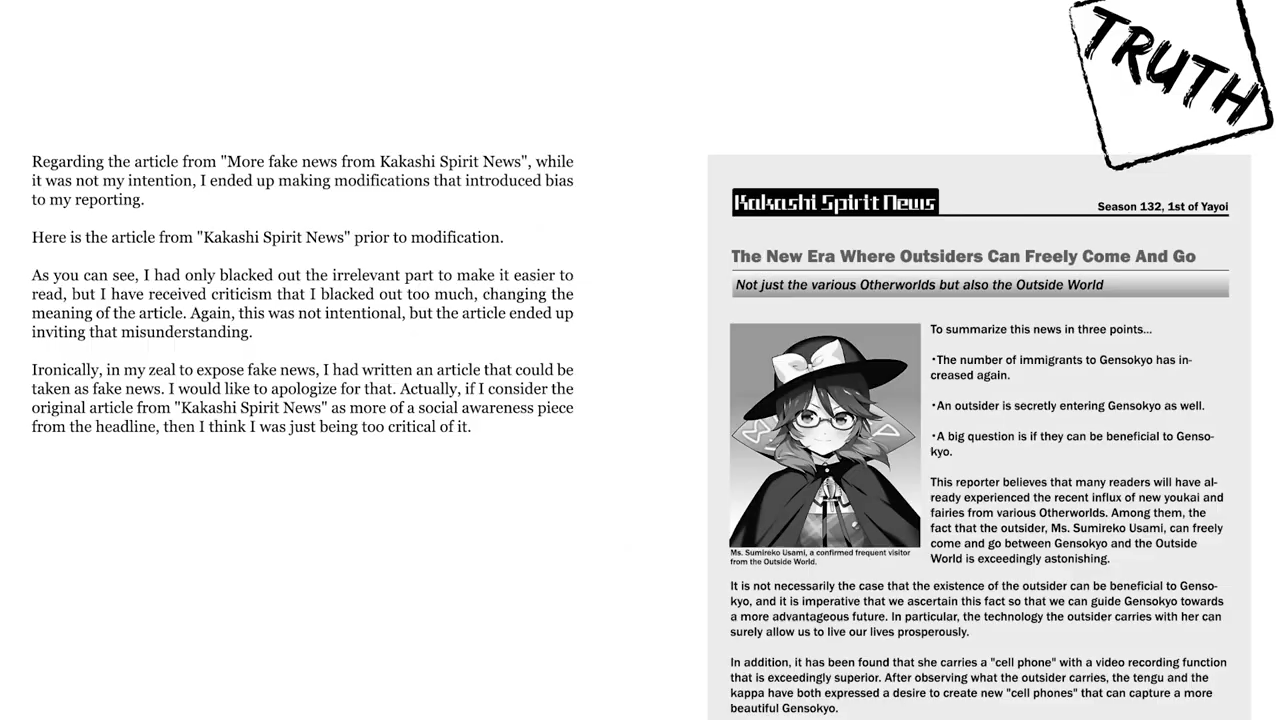 TRUTH
Regarding the article from "More fake news from Kakashi Spirit News", while
it was not my intention, I ended up making modifications that introduced bias
to my reporting.
Here is the article from "Kakashi Spirit News" prior to modification.
As you can see, I had only blacked out the irrelevant part to make it easier to
read, but I have received criticism that I blacked out too much, changing the
meaning of the article. Again, this was not intentional, but the article ended up
inviting that misunderstanding.
Ironically, in my zeal to expose fake news, I had written an article that could be
taken as fake news. I would like to apologize for that. Actually, if I consider the
original article from "Kakashi Spirit News" as more of a social awareness piece
from the headline, then I think I was just being too critical of it.
Kakashi Spirit News
Season 132, 1st of Yayoi
The New Era Where Outsiders Can Freely Come And Go
Not just the various Otherworlds but also the Outside World
To summarize this news in three points...
・The number of immigrants to Gensokyo has in-
creased again.
・An outsider is secretly entering Gensokyo as well.
・A big question is if they can be beneficial to Genso-
kyo.
This reporter believes that many readers will have al-
ready experienced the recent influx of new youkai and
fairies from various Otherworlds. Among them, the
fact that the outsider, Ms. Sumireko Usami, can freely
come and go between Gensokyo and the Outside
World is exceedingly astonishing.
Ms. Sumireko Usami, a confirmed frequent visitor
from the Outside World.
It is not necessarily the case that the existence of the outsider can be beneficial to Genso-
kyo, and it is imperative that we ascertain this fact so that we can guide Gensokyo towards
a more advantageous future. In particular, the technology the outsider carries with her can
surely allow us to live our lives prosperously.
In addition, it has been found that she carries a "cell phone" with a video recording function
that is exceedingly superior. After observing what the outsider carries, the tengu and the
kappa have both expressed a desire to create new "cell phones" that can capture a more
beautiful Gensokyo.